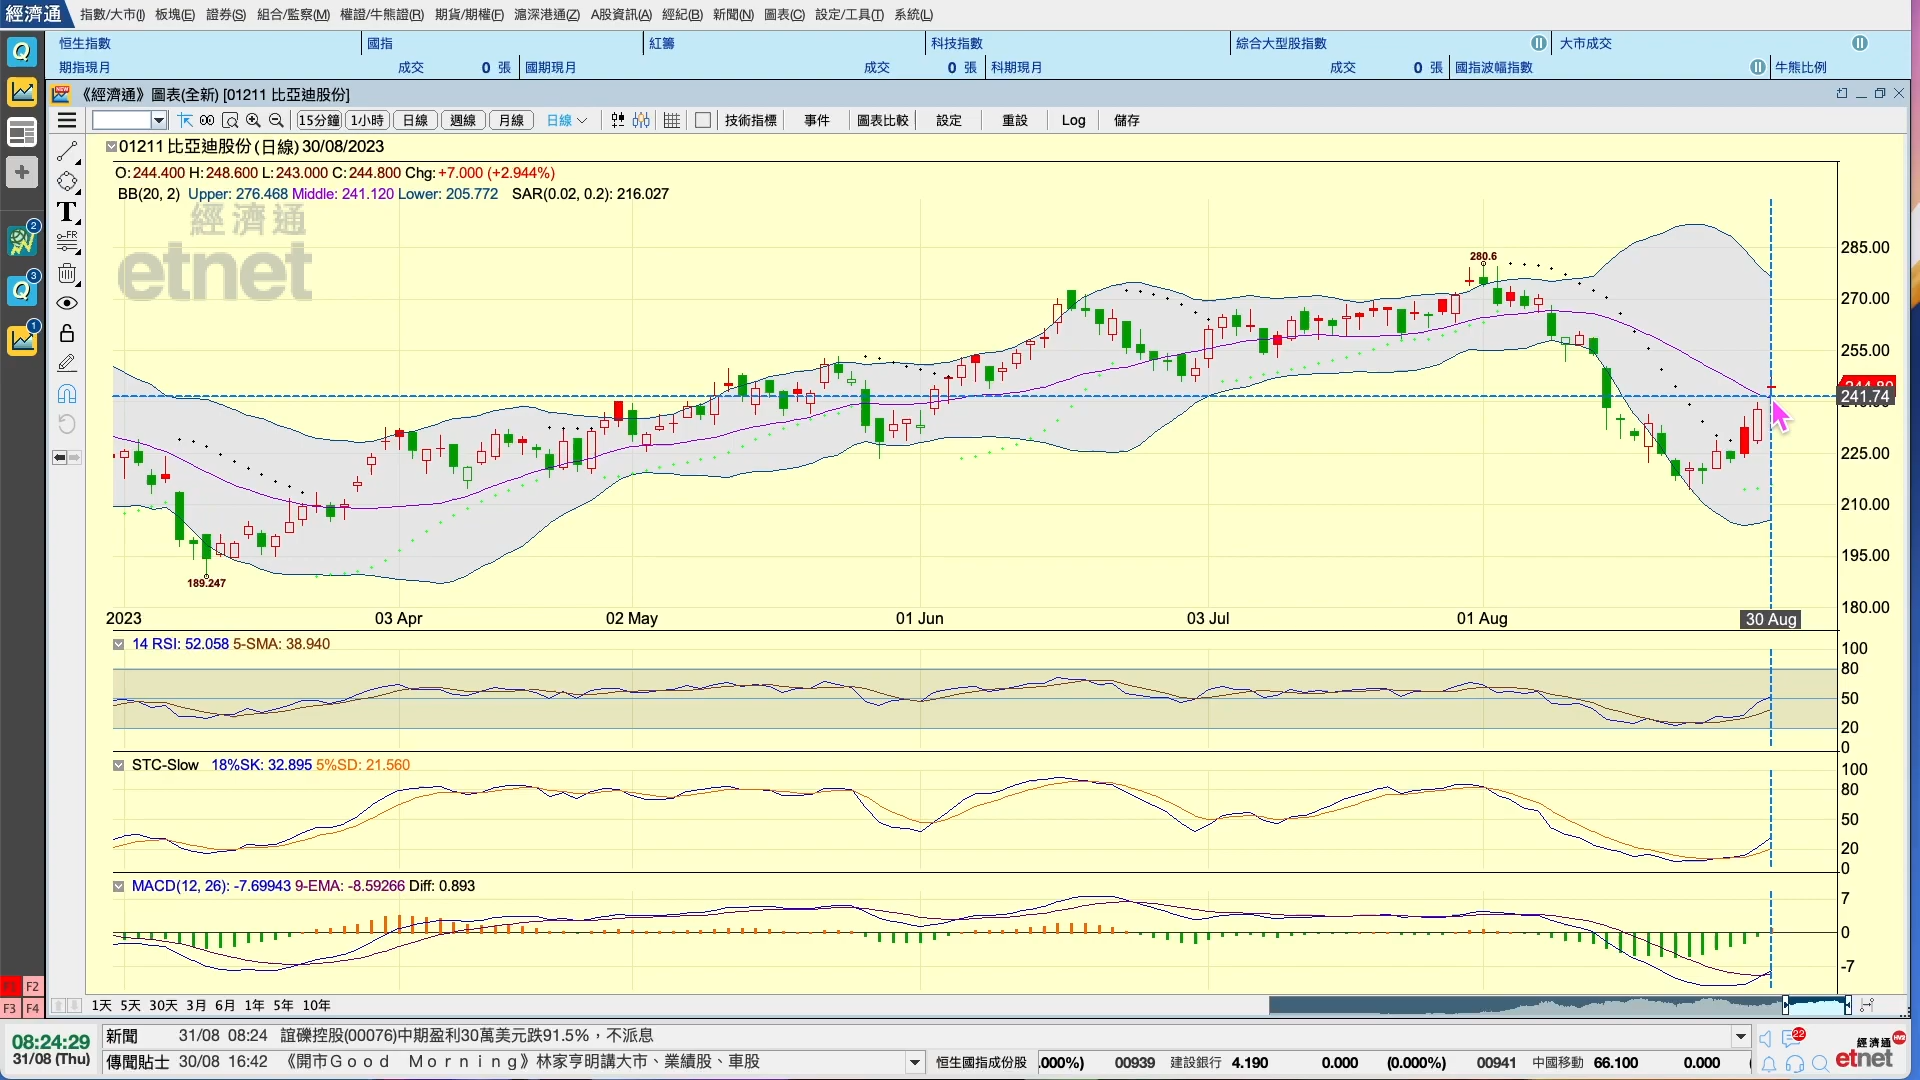 經濟通 指數/大市(I) 板塊(E) 證券(S) 組合/監察(M) 權證/牛熊證(R) 期貨/期權(F) 滬深港通(Z) A股資訊(A) 經紀(B) 新聞(N) 圖表(C) 設定/工具(T) 系統(L)
恒生指數 國指 紅籌 科技指數 綜合大型股指數 大市成交
期指現月 成交 0 張 國期現月 成交 0 張 科期現月 成交 0 張 國指波幅指數 牛熊比例
《經濟通》圖表(全新) [01211 比亞迪股份]
15分鐘 1小時 日線 週線 月線 日線 技術指標 事件 圖表比較 設定 重設 Log 儲存
01211 比亞迪股份 (日線) 30/08/2023
O: 244.400 H: 248.600 L: 243.000 C: 244.800 Chg: +7.000 (+2.944%)
BB(20, 2) Upper: 276.468 Middle: 241.120 Lower: 205.772 SAR(0.02, 0.2): 216.027
經濟通
etnet
T
FR
2
3
1
280.6
189.247
285.00
270.00
255.00
241.74
225.00
210.00
195.00
180.00
2023 03 Apr 02 May 01 Jun 03 Jul 01 Aug 30 Aug
14 RSI: 52.058 5-SMA: 38.940
100
80
50
20
0
STC-Slow 18%SK: 32.895 5%SD: 21.560
100
80
50
20
0
MACD(12, 26): -7.69943 9-EMA: -8.59266 Diff: 0.893
7
0
-7
F2
F3 F4
1天 5天 30天 3月 6月 1年 5年 10年
08:24:29
31/08 (Thu)
新聞 31/08 08:24 誼礫控股(00076)中期盈利30萬美元跌91.5%，不派息
傳聞貼士 30/08 16:42 《開市Ｇｏｏｄ　Ｍｏｒｎｉｎｇ》林家亨明講大市、業績股、車股
恒生國指成份股 .000%) 00939 建設銀行 4.190 0.000 (0.000%) 00941 中國移動 66.100 0.000
22
經濟通
etnet